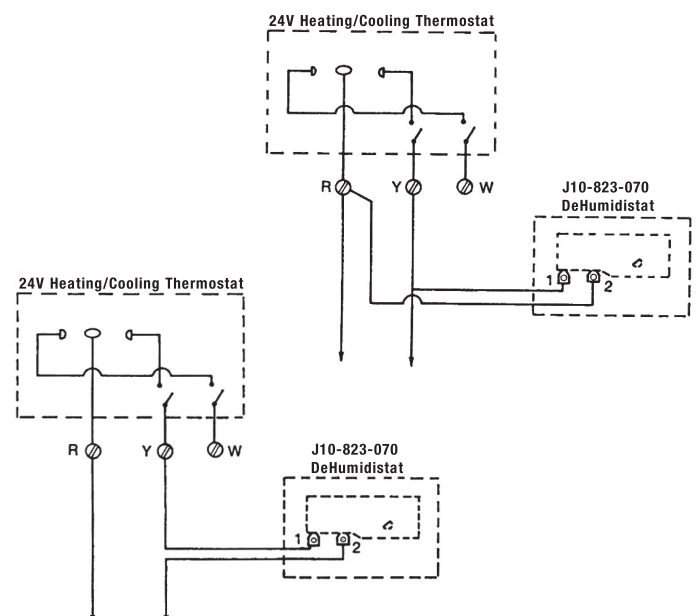 24V Heating/Cooling Thermostat
R Y W
J10-823-070
DeHumidistat
1 2
24V Heating/Cooling Thermostat
R Y W
J10-823-070
DeHumidistat
1 2